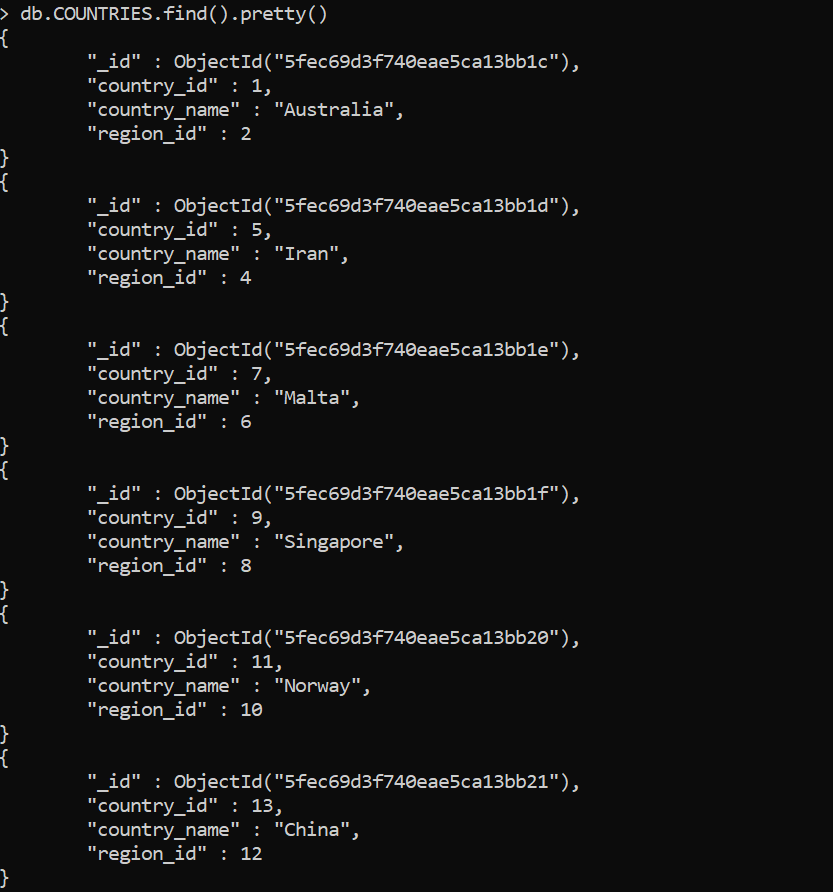 > db.COUNTRIES.find().pretty()
{
        "_id" : ObjectId("5fec69d3f740eae5ca13bb1c"),
        "country_id" : 1,
        "country_name" : "Australia",
        "region_id" : 2
}
{
        "_id" : ObjectId("5fec69d3f740eae5ca13bb1d"),
        "country_id" : 5,
        "country_name" : "Iran",
        "region_id" : 4
}
{
        "_id" : ObjectId("5fec69d3f740eae5ca13bb1e"),
        "country_id" : 7,
        "country_name" : "Malta",
        "region_id" : 6
}
{
        "_id" : ObjectId("5fec69d3f740eae5ca13bb1f"),
        "country_id" : 9,
        "country_name" : "Singapore",
        "region_id" : 8
}
{
        "_id" : ObjectId("5fec69d3f740eae5ca13bb20"),
        "country_id" : 11,
        "country_name" : "Norway",
        "region_id" : 10
}
{
        "_id" : ObjectId("5fec69d3f740eae5ca13bb21"),
        "country_id" : 13,
        "country_name" : "China",
        "region_id" : 12
}